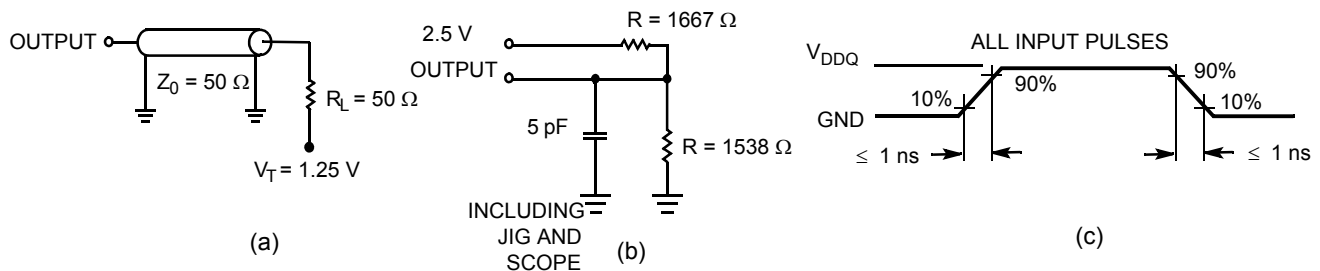 OUTPUT
Z0 = 50 Ω
RL = 50 Ω
VT = 1.25 V
(a)
R = 1667 Ω
2.5 V
OUTPUT
5 pF
R = 1538 Ω
INCLUDING
JIG AND
SCOPE
(b)
ALL INPUT PULSES
VDDQ
90%
90%
10%
10%
GND
≤ 1 ns
≤ 1 ns
(c)